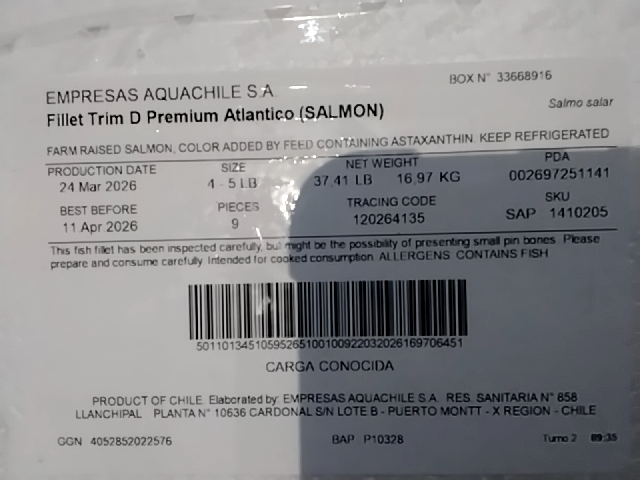 BOX N° 33668916
EMPRESAS AQUACHILE S.A.
Fillet Trim D Premium Atlantico (SALMON)
Salmo salar
FARM RAISED SALMON, COLOR ADDED BY FEED CONTAINING ASTAXANTHIN. KEEP REFRIGERATED
PRODUCTION DATE SIZE NET WEIGHT PDA
24 Mar 2026 4 - 5 LB 37,41 LB 16,97 KG 002697251141
BEST BEFORE PIECES TRACING CODE SKU
11 Apr 2026 9 120264135 SAP 1410205
This fish fillet has been inspected carefully, but might be the possibility of presenting small pin bones. Please
prepare and consume carefully. Intended for cooked consumption. ALLERGENS: CONTAINS FISH
50110134510595265100100922032026169706451
CARGA CONOCIDA
PRODUCT OF CHILE. Elaborated by: EMPRESAS AQUACHILE S.A. RES. SANITARIA N° 858
LLANCHIPAL PLANTA N° 10636 CARDONAL S/N LOTE B - PUERTO MONTT - X REGION - CHILE
GGN 4052852022576 BAP P10328 Turno 2 09:35